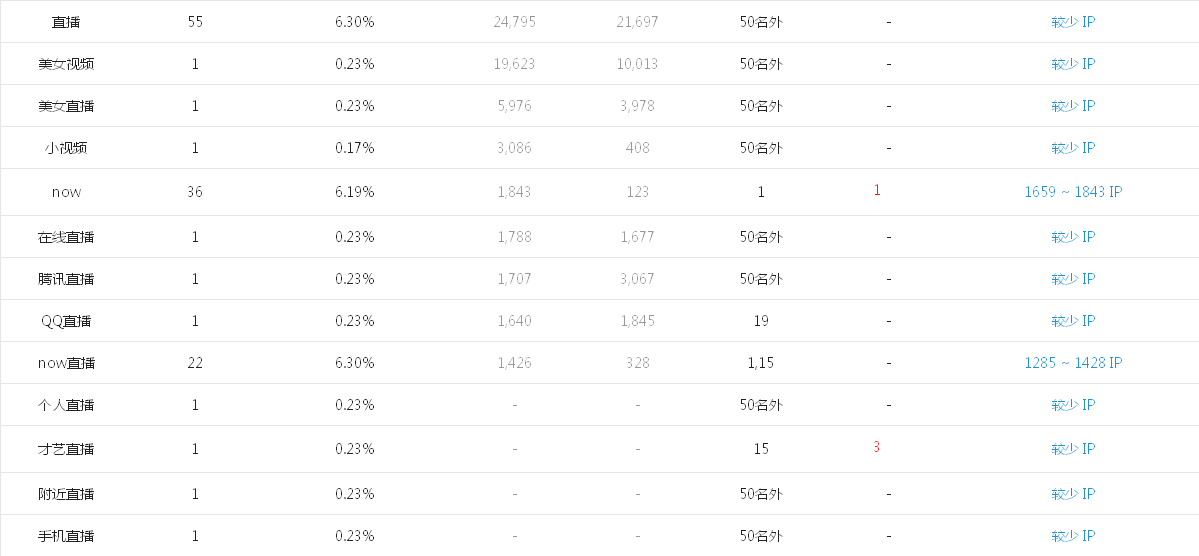 直播 55 6.30% 24,795 21,697 50名外 - 较少 IP
美女视频 1 0.23% 19,623 10,013 50名外 - 较少 IP
美女直播 1 0.23% 5,976 3,978 50名外 - 较少 IP
小视频 1 0.17% 3,086 408 50名外 - 较少 IP
now 36 6.19% 1,843 123 1 1 1659 ~ 1843 IP
在线直播 1 0.23% 1,788 1,677 50名外 - 较少 IP
腾讯直播 1 0.23% 1,707 3,067 50名外 - 较少 IP
QQ直播 1 0.23% 1,640 1,845 19 - 较少 IP
now直播 22 6.30% 1,426 328 1,15 - 1285 ~ 1428 IP
个人直播 1 0.23% - - 50名外 - 较少 IP
才艺直播 1 0.23% - - 15 3 较少 IP
附近直播 1 0.23% - - 50名外 - 较少 IP
手机直播 1 0.23% - - 50名外 - 较少 IP